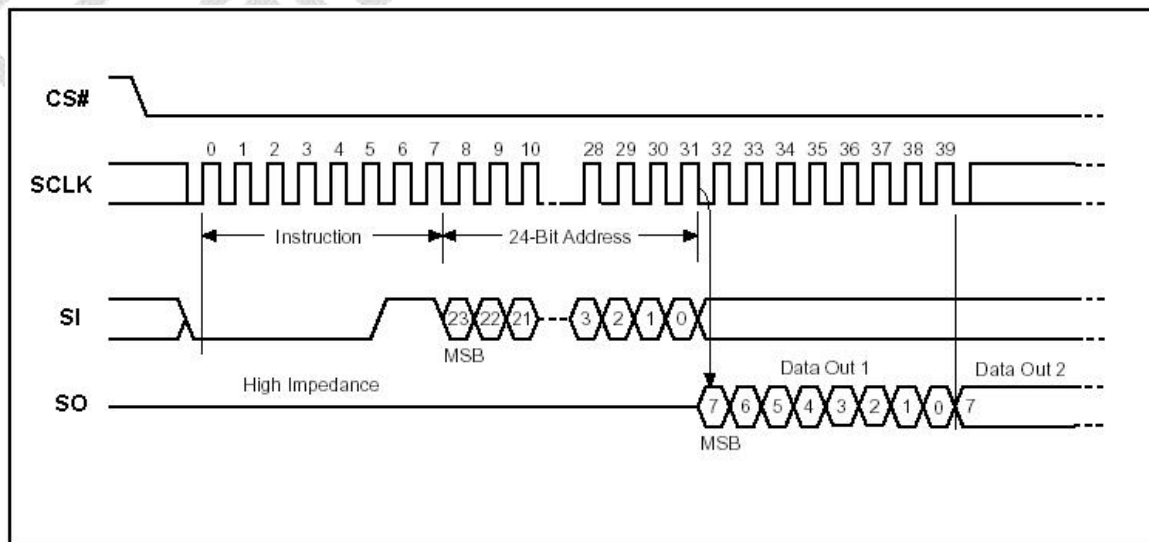 CS#
0 1 2 3 4 5 6 7 8 9 10 28 29 30 31 32 33 34 35 36 37 38 39
SCLK
Instruction 24-Bit Address
SI 23 22 21 3 2 1 0
MSB
High Impedance Data Out 1 Data Out 2
SO 7 6 5 4 3 2 1 0 7
MSB